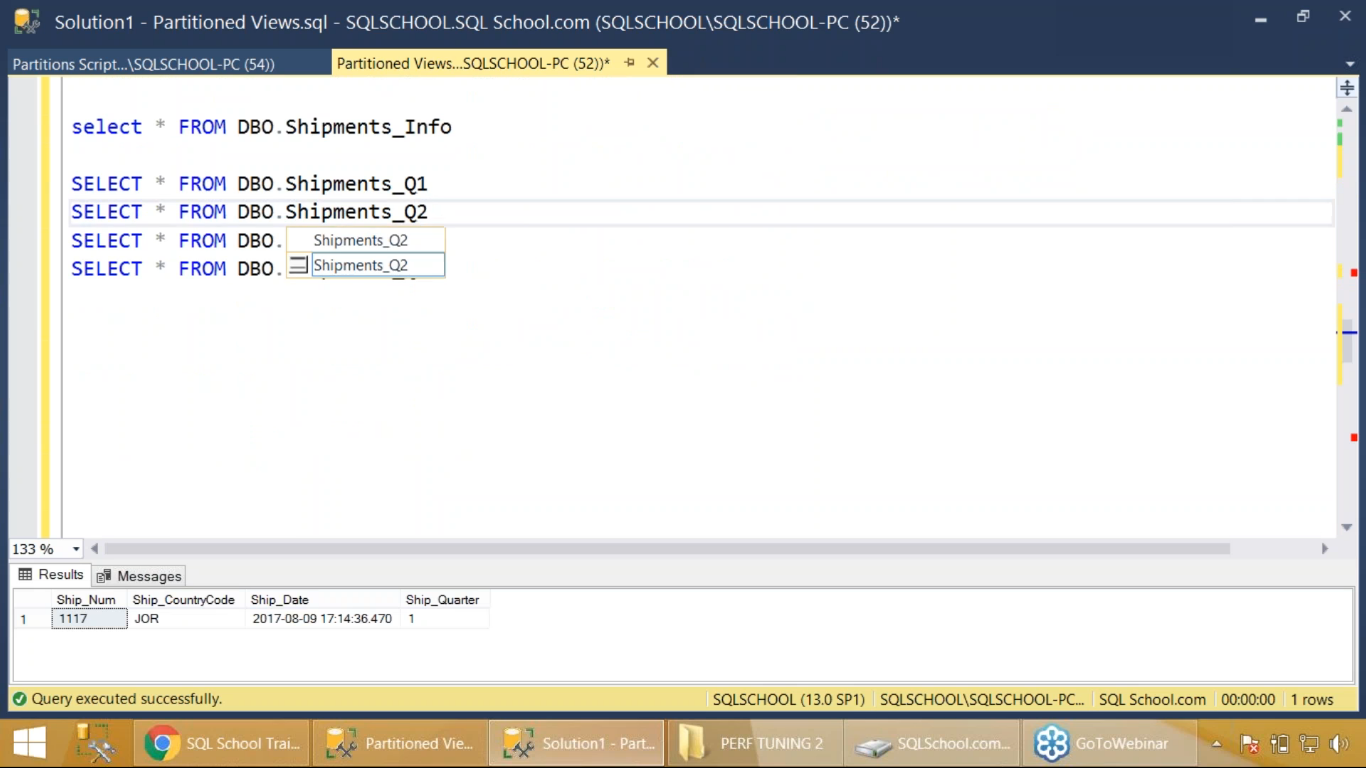 Solution1 - Partitioned Views.sql - SQLSCHOOL.SQL School.com (SQLSCHOOL\SQLSCHOOL-PC (52))*
Partitions Script...\SQLSCHOOL-PC (54))
Partitioned Views...SQLSCHOOL-PC (52))*
select * FROM DBO.Shipments_Info
SELECT * FROM DBO.Shipments_Q1
SELECT * FROM DBO.Shipments_Q2
SELECT * FROM DBO.
SELECT * FROM DBO.
Shipments_Q2
Shipments_Q2
133 %
Results
Messages
Ship_Num Ship_CountryCode Ship_Date Ship_Quarter
1 1117 JOR 2017-08-09 17:14:36.470 1
Query executed successfully.
SQLSCHOOL (13.0 SP1) SQLSCHOOL\SQLSCHOOL-PC... SQL School.com 00:00:00 1 rows
SQL School Trai...
Partitioned Vie...
Solution1 - Part...
PERF TUNING 2
SQLSchool.com...
GoToWebinar